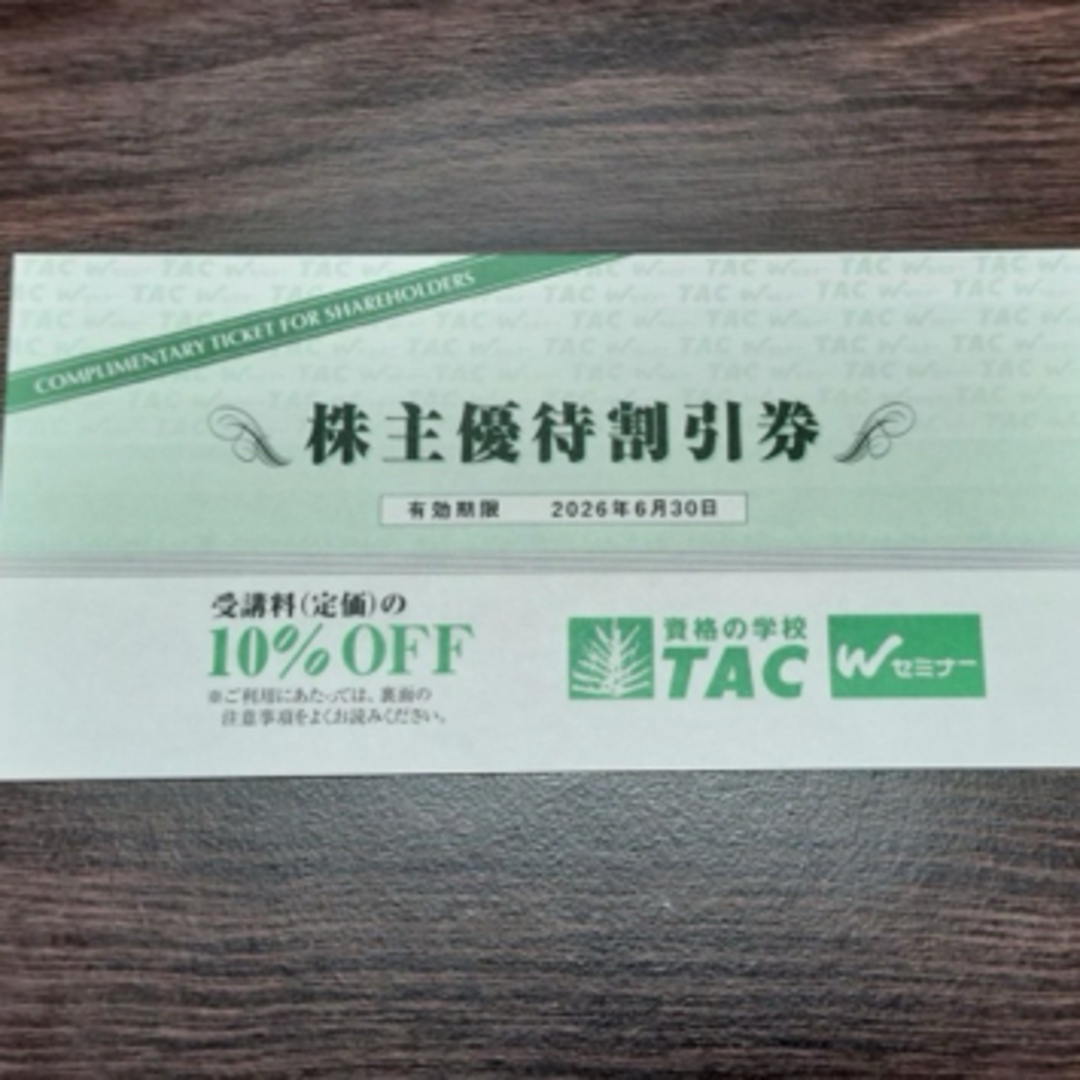 COMPLIMENTARY TICKET FOR SHAREHOLDERS
株主優待割引券
有効期限 2026年6月30日
受講料(定価)の
10%OFF
※ご利用にあたっては、裏面の
注意事項をよくお読みください。
資格の学校
TAC
Wセミナー